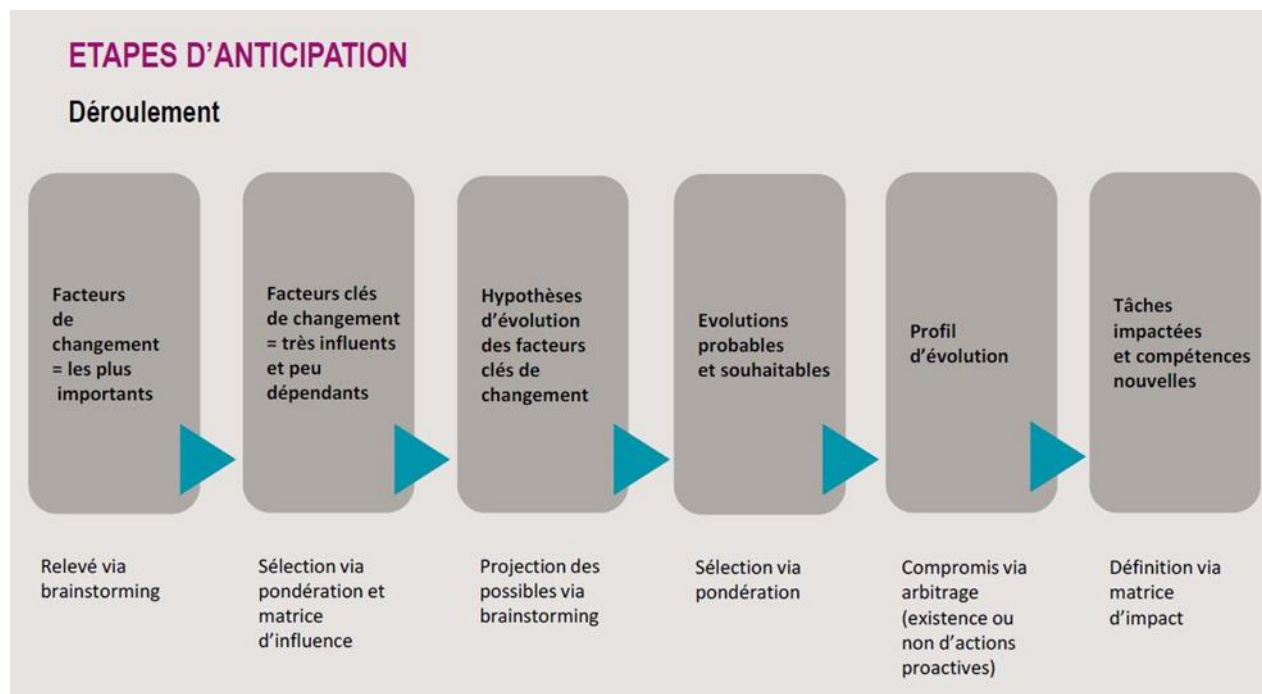 ETAPES D’ANTICIPATION
Déroulement
Facteurs
de
changement
= les plus
importants
Facteurs clés
de changement
= très influents
et peu
dépendants
Hypothèses
d’évolution
des facteurs
clés de
changement
Evolutions
probables
et souhaitables
Profil
d’évolution
Tâches
impactées
et compétences
nouvelles
Relevé via
brainstorming
Sélection via
pondération et
matrice
d’influence
Projection des
possibles via
brainstorming
Sélection via
pondération
Compromis via
arbitrage
(existence ou
non d’actions
proactives)
Définition via
matrice
d’impact